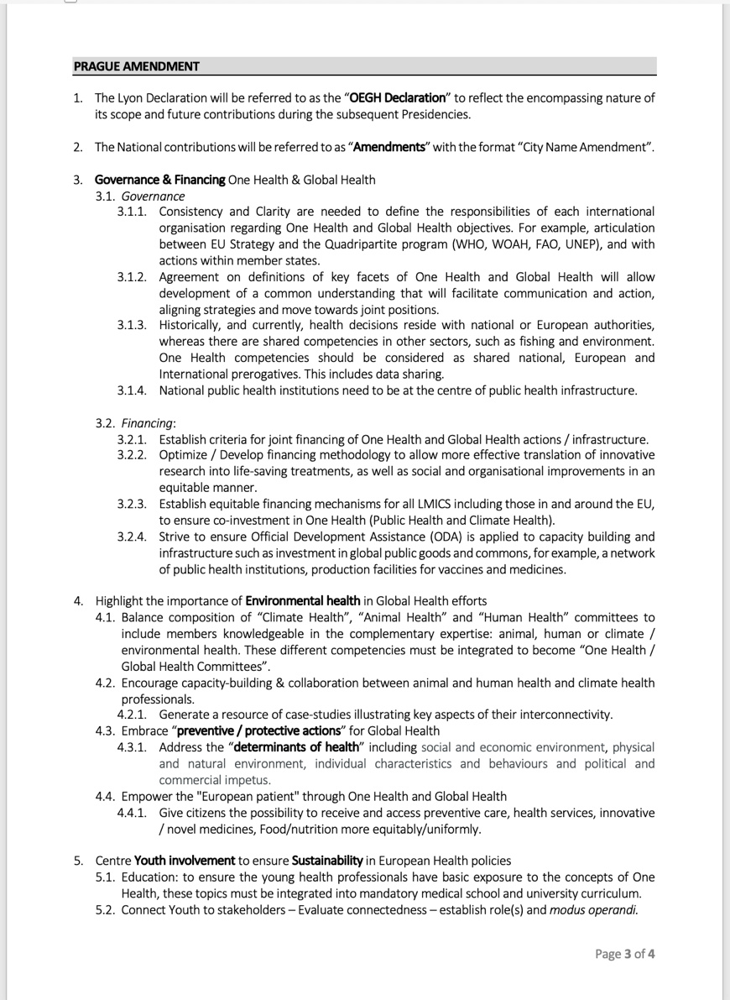 PRAGUE AMENDMENT
1. The Lyon Declaration will be referred to as the “OEGH Declaration” to reflect the encompassing nature of
its scope and future contributions during the subsequent Presidencies.
2. The National contributions will be referred to as “Amendments” with the format “City Name Amendment”.
3. Governance & Financing One Health & Global Health
3.1. Governance
3.1.1. Consistency and Clarity are needed to define the responsibilities of each international
organisation regarding One Health and Global Health objectives. For example, articulation
between EU Strategy and the Quadripartite program (WHO, WOAH, FAO, UNEP), and with
actions within member states.
3.1.2. Agreement on definitions of key facets of One Health and Global Health will allow
development of a common understanding that will facilitate communication and action,
aligning strategies and move towards joint positions.
3.1.3. Historically, and currently, health decisions reside with national or European authorities,
whereas there are shared competencies in other sectors, such as fishing and environment.
One Health competencies should be considered as shared national, European and
International prerogatives. This includes data sharing.
3.1.4. National public health institutions need to be at the centre of public health infrastructure.
3.2. Financing:
3.2.1. Establish criteria for joint financing of One Health and Global Health actions / infrastructure.
3.2.2. Optimize / Develop financing methodology to allow more effective translation of innovative
research into life-saving treatments, as well as social and organisational improvements in an
equitable manner.
3.2.3. Establish equitable financing mechanisms for all LMICS including those in and around the EU,
to ensure co-investment in One Health (Public Health and Climate Health).
3.2.4. Strive to ensure Official Development Assistance (ODA) is applied to capacity building and
infrastructure such as investment in global public goods and commons, for example, a network
of public health institutions, production facilities for vaccines and medicines.
4. Highlight the importance of Environmental health in Global Health efforts
4.1. Balance composition of “Climate Health”, “Animal Health” and “Human Health” committees to
include members knowledgeable in the complementary expertise: animal, human or climate /
environmental health. These different competencies must be integrated to become “One Health /
Global Health Committees”.
4.2. Encourage capacity-building & collaboration between animal and human health and climate health
professionals.
4.2.1. Generate a resource of case-studies illustrating key aspects of their interconnectivity.
4.3. Embrace “preventive / protective actions” for Global Health
4.3.1. Address the “determinants of health” including social and economic environment, physical
and natural environment, individual characteristics and behaviours and political and
commercial impetus.
4.4. Empower the "European patient" through One Health and Global Health
4.4.1. Give citizens the possibility to receive and access preventive care, health services, innovative
/ novel medicines, Food/nutrition more equitably/uniformly.
5. Centre Youth involvement to ensure Sustainability in European Health policies
5.1. Education: to ensure the young health professionals have basic exposure to the concepts of One
Health, these topics must be integrated into mandatory medical school and university curriculum.
5.2. Connect Youth to stakeholders – Evaluate connectedness – establish role(s) and modus operandi.
Page 3 of 4